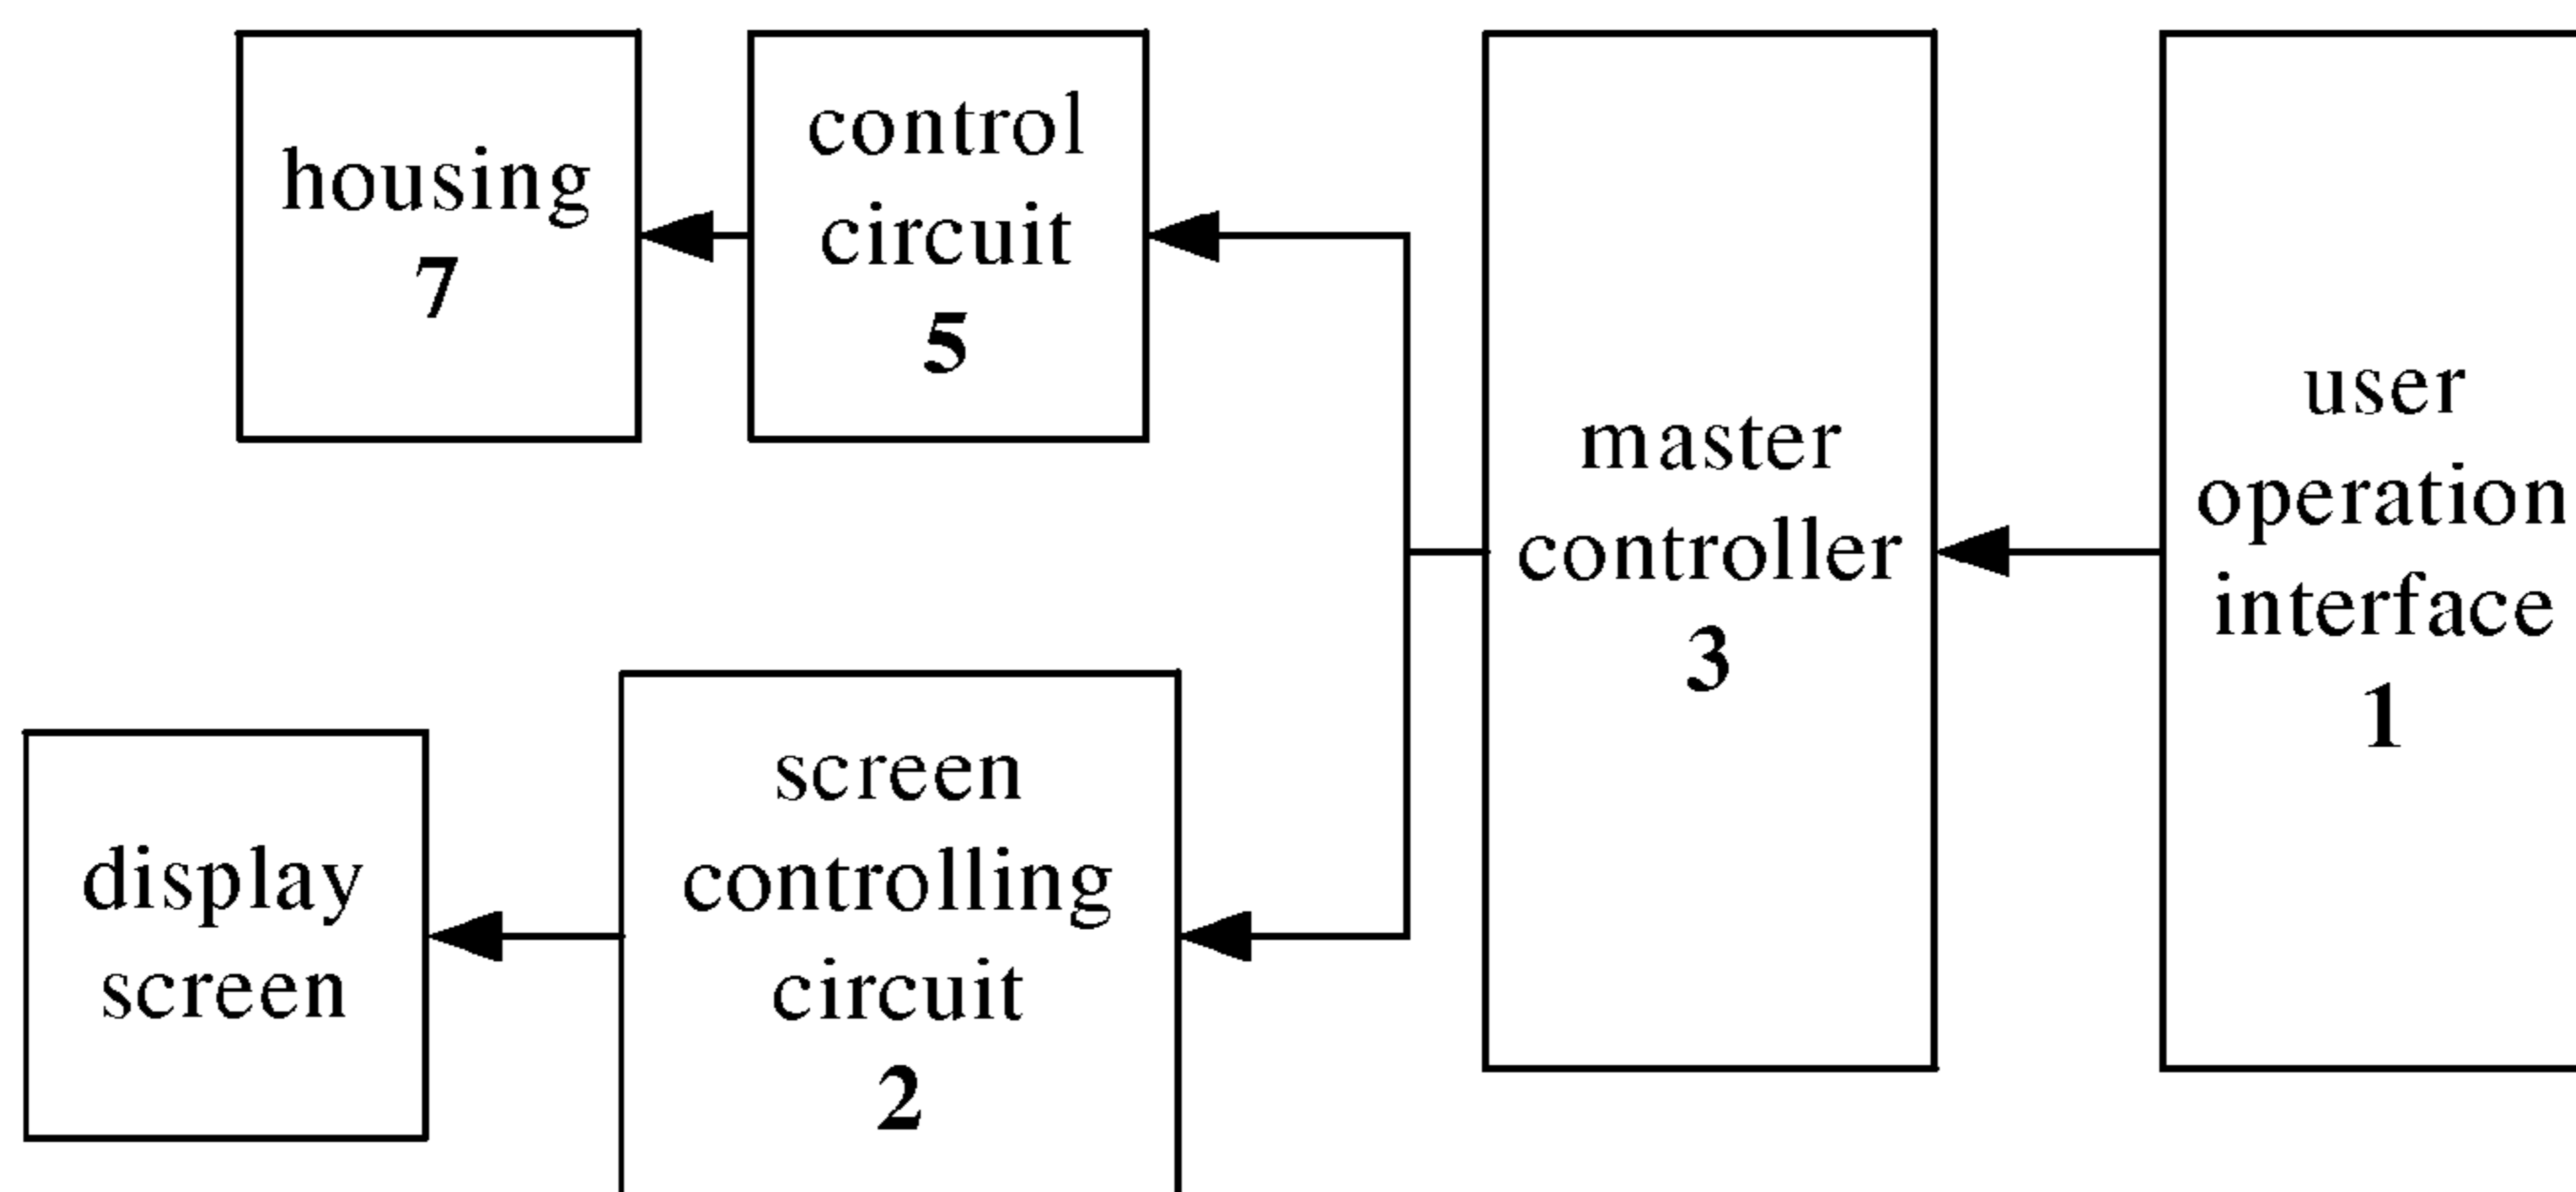 housing
7
control
circuit
5
master
controller
3
user
operation
interface
1
display
screen
screen
controlling
circuit
2